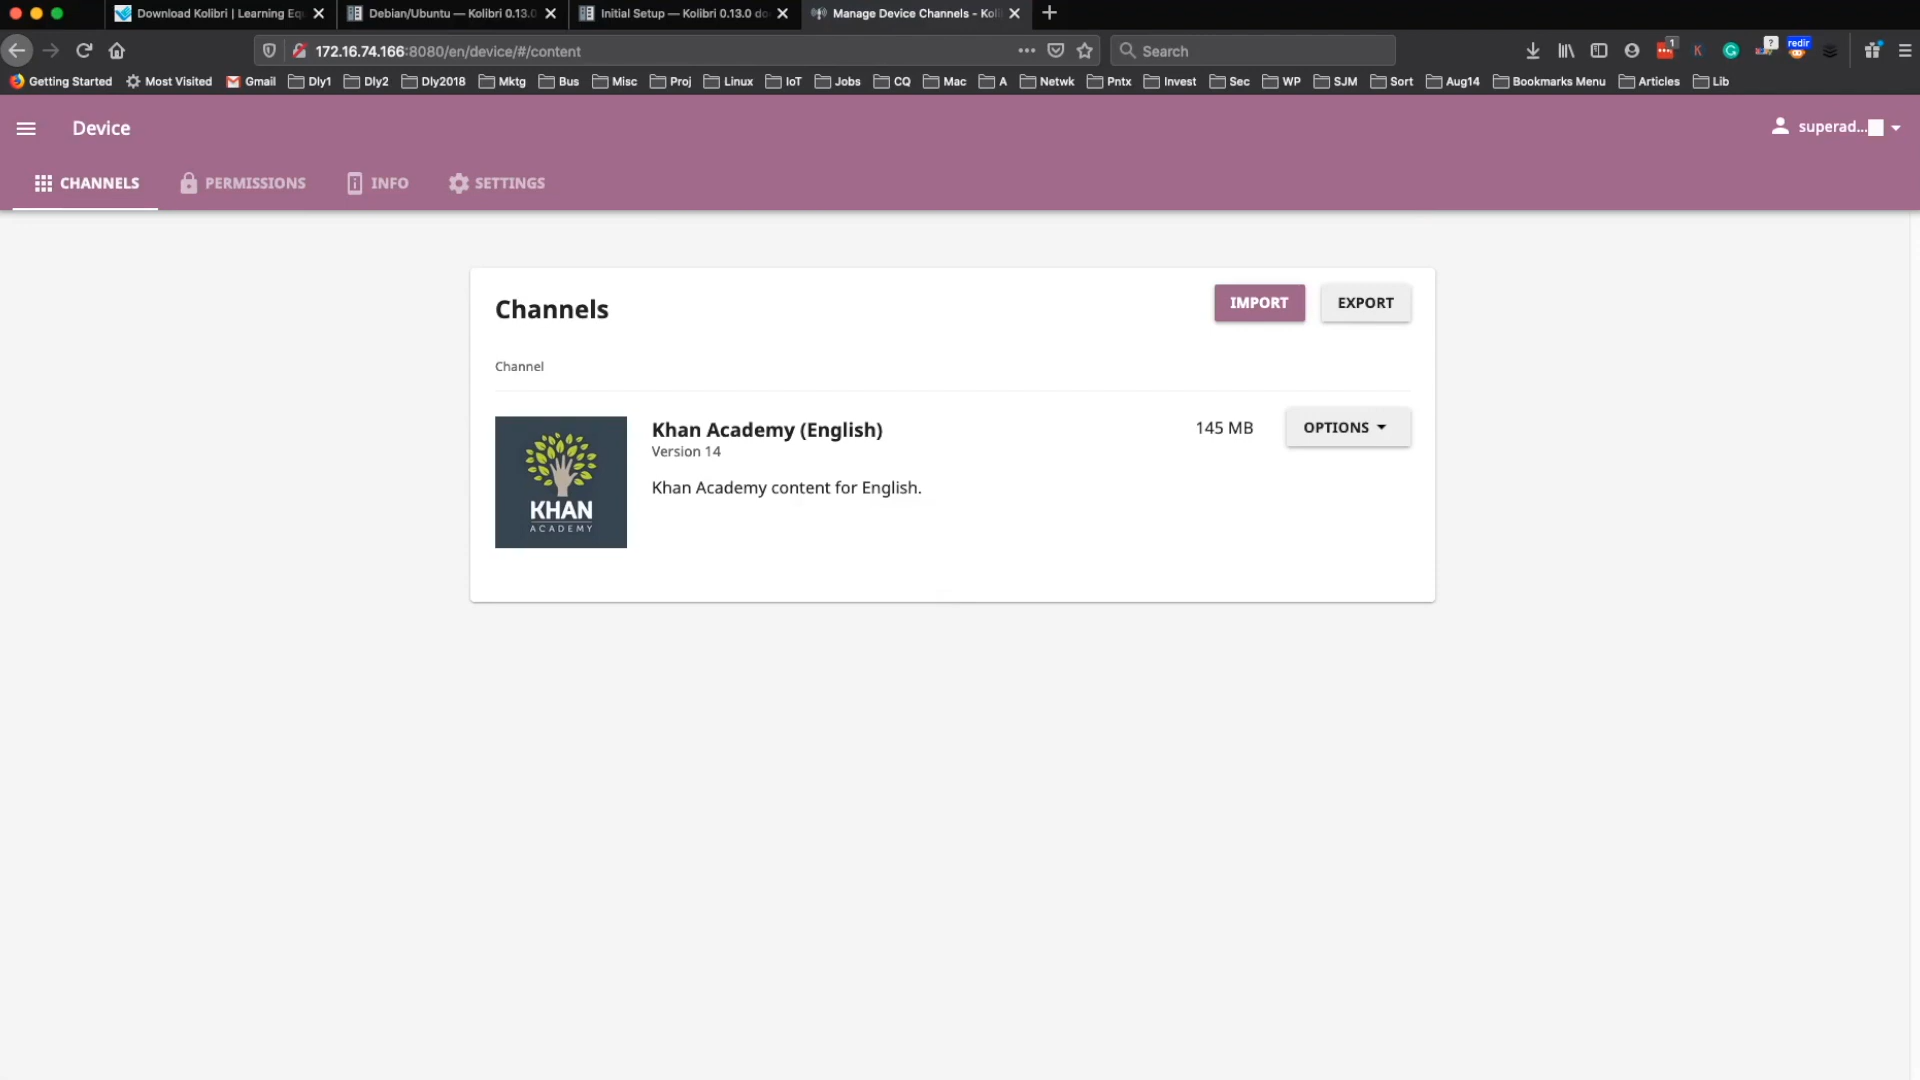 Download Kolibri | Learning Eq
Debian/Ubuntu — Kolibri 0.13.0
Initial Setup — Kolibri 0.13.0 do
Manage Device Channels - Koli
172.16.74.166:8080/en/device/#/content
Search
1
?
redir
Getting Started
Most Visited
Gmail
Dly1
Dly2
Dly2018
Mktg
Bus
Misc
Proj
Linux
IoT
Jobs
CQ
Mac
A
Netwk
Pntx
Invest
Sec
WP
SJM
Sort
Aug14
Bookmarks Menu
Articles
Lib
Device
superad...
CHANNELS
PERMISSIONS
INFO
SETTINGS
Channels
IMPORT
EXPORT
Channel
KHAN
ACADEMY
Khan Academy (English)
Version 14
Khan Academy content for English.
145 MB
OPTIONS